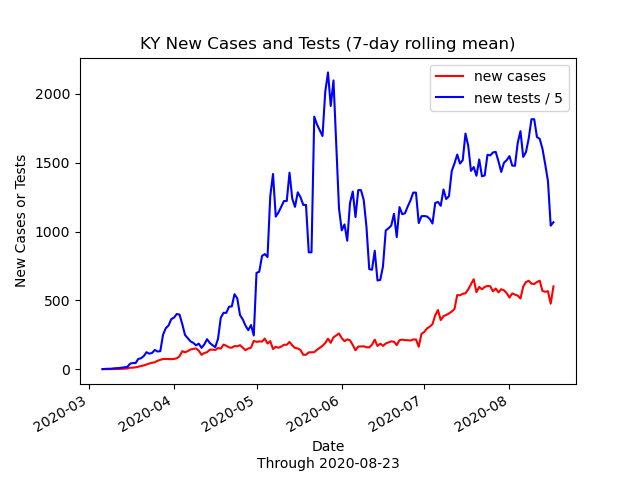 KY New Cases and Tests (7-day rolling mean)
new cases
new tests / 5
New Cases or Tests
2000
1500
1000
500
0
2020-03
2020-04
2020-05
2020-06
2020-07
2020-08
Date
Through 2020-08-23